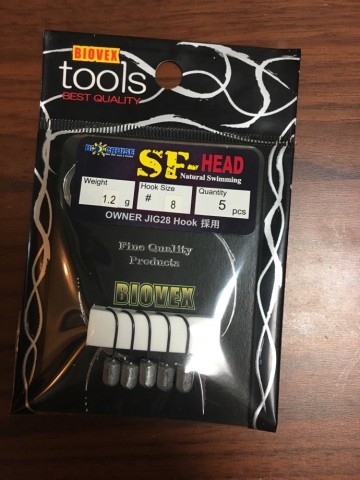 BIOVEX
tools
BEST QUALITY
SF-HEAD
Natural Swimming
Weight
1.2 g
Hook Size
# 8
Quantity
5 pcs
OWNER JIG28 Hook 採用
Fine Quality
Products
BIOVEX